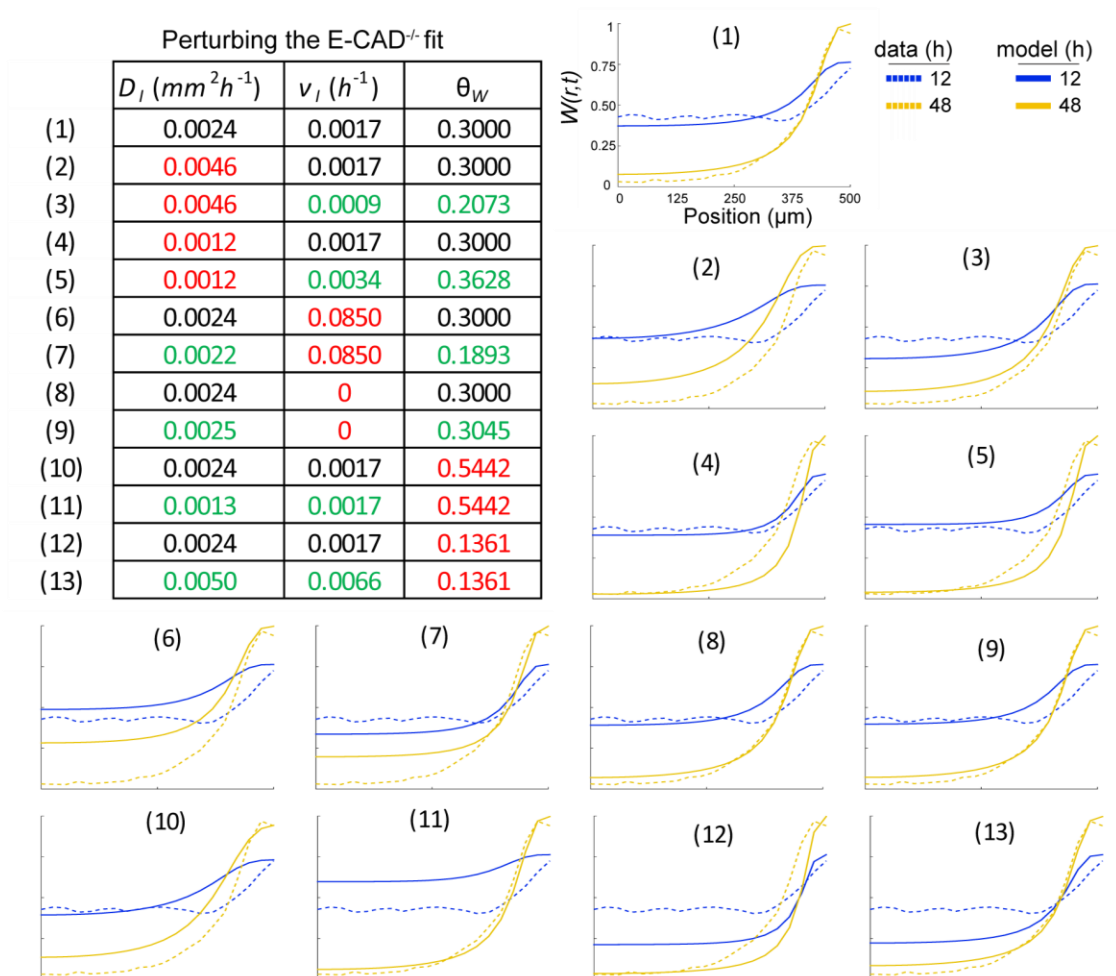 Perturbing the E-CAD-/- fit
D_I (mm²h⁻¹) ν_I (h⁻¹) θ_W
(1) 0.0024 0.0017 0.3000
(2) 0.0046 0.0017 0.3000
(3) 0.0046 0.0009 0.2073
(4) 0.0012 0.0017 0.3000
(5) 0.0012 0.0034 0.3628
(6) 0.0024 0.0850 0.3000
(7) 0.0022 0.0850 0.1893
(8) 0.0024 0 0.3000
(9) 0.0025 0 0.3045
(10) 0.0024 0.0017 0.5442
(11) 0.0013 0.0017 0.5442
(12) 0.0024 0.0017 0.1361
(13) 0.0050 0.0066 0.1361
(1)
W(r,t)
1
0.75
0.50
0.25
0
0 125 250 375 500
Position (µm)
data (h) model (h)
12 12
48 48
(2) (3)
(4) (5)
(6) (7) (8) (9)
(10) (11) (12) (13)